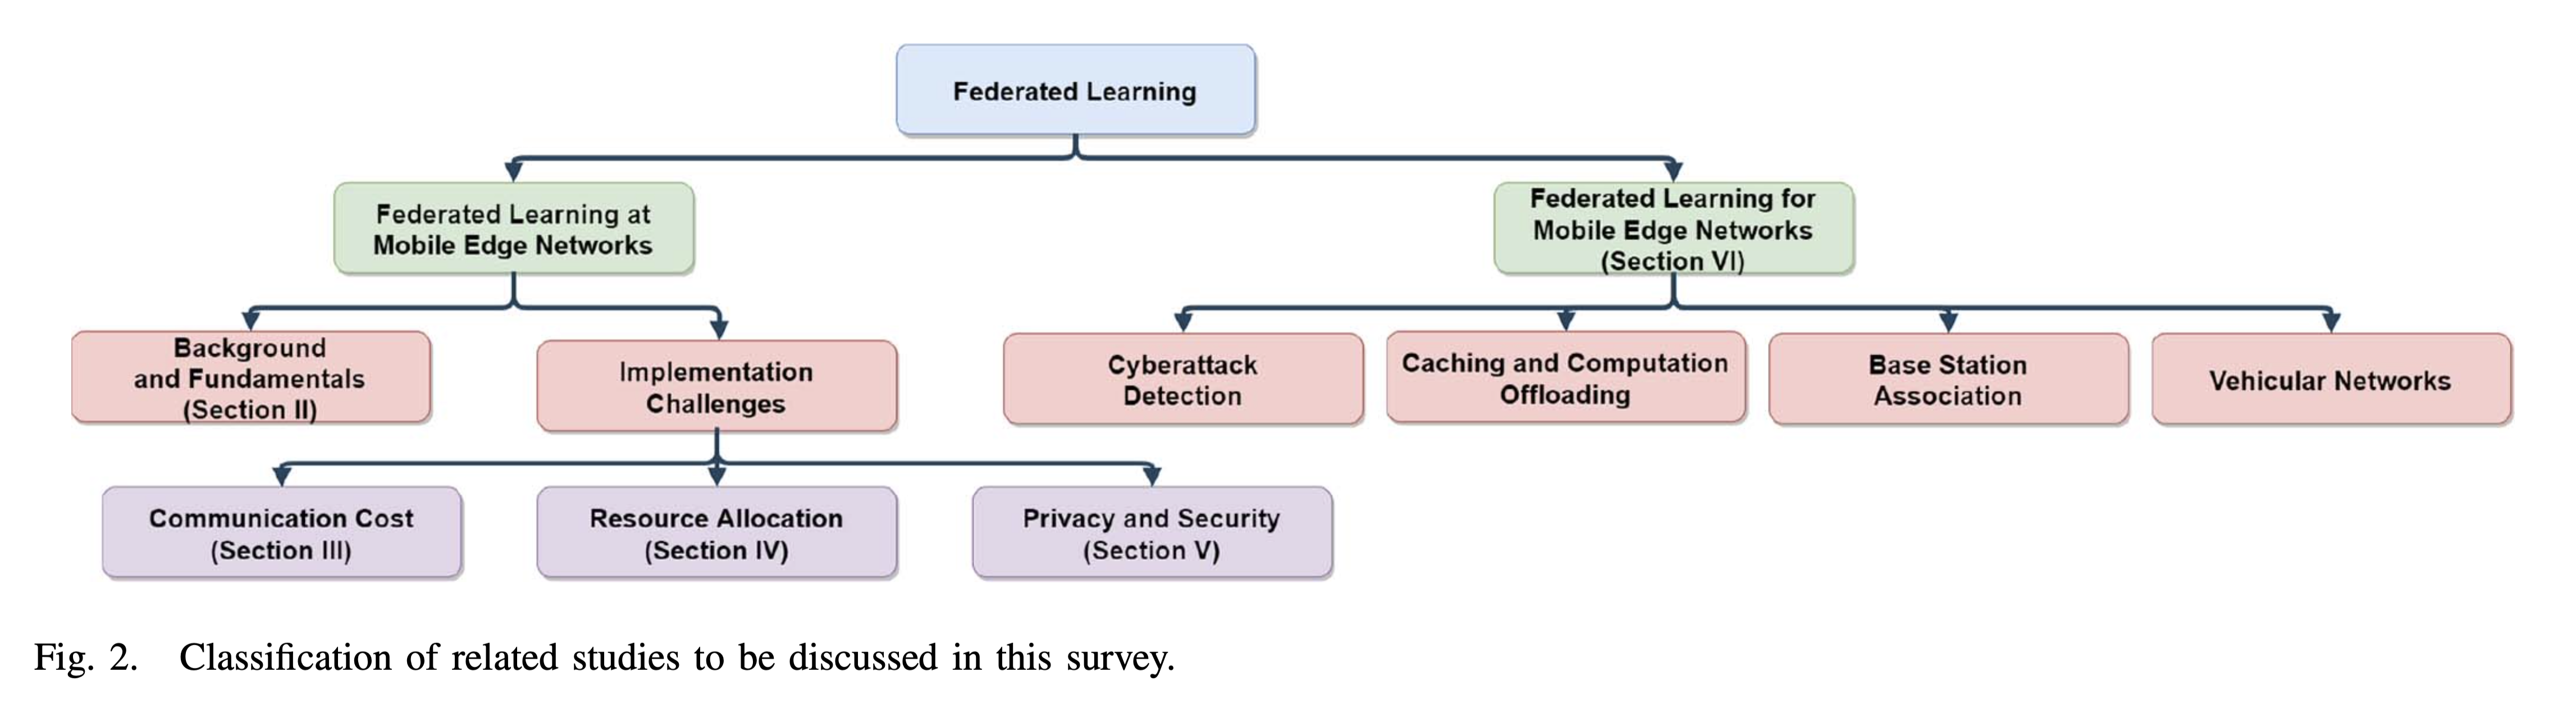 Federated Learning
Federated Learning at
Mobile Edge Networks
Federated Learning for
Mobile Edge Networks
(Section VI)
Background
and Fundamentals
(Section II)
Implementation
Challenges
Cyberattack
Detection
Caching and Computation
Offloading
Base Station
Association
Vehicular Networks
Communication Cost
(Section III)
Resource Allocation
(Section IV)
Privacy and Security
(Section V)
Fig. 2. Classification of related studies to be discussed in this survey.